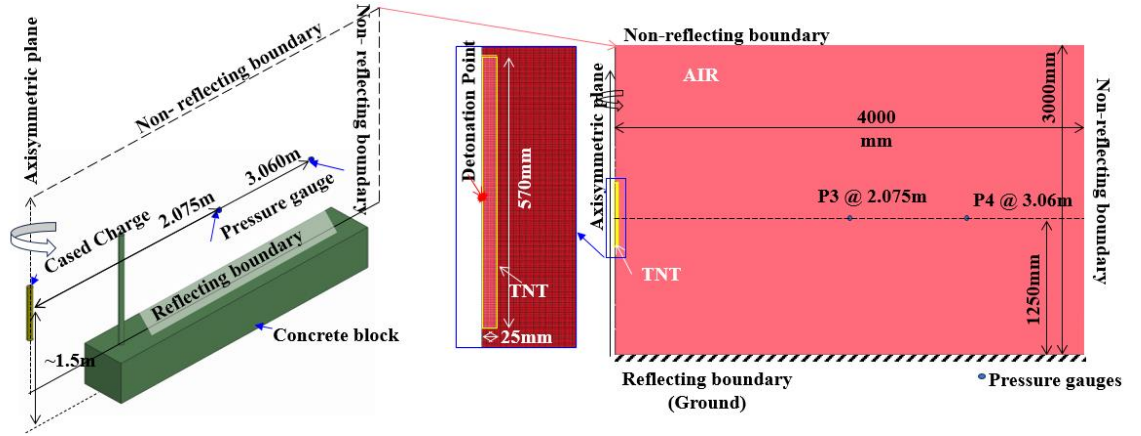 Axisymmetric plane
Non- reflecting boundary
Non- reflecting boundary
3.060m
2.075m
Pressure gauge
Cased Charge
Reflecting boundary
~1.5m
Concrete block
Detonation Point
570mm
TNT
25mm
Non-reflecting boundary
AIR
Axisymmetric plane
4000
mm
3000mm
Non-reflecting boundary
P3 @ 2.075m
P4 @ 3.06m
TNT
1250mm
Reflecting boundary
(Ground)
Pressure gauges